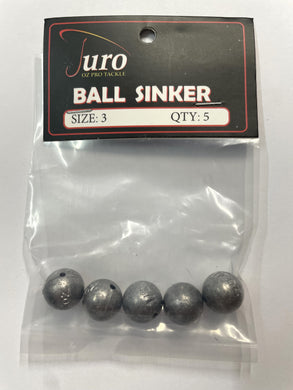 Juro
OZ PRO TACKLE
BALL SINKER
SIZE: 3 QTY: 5